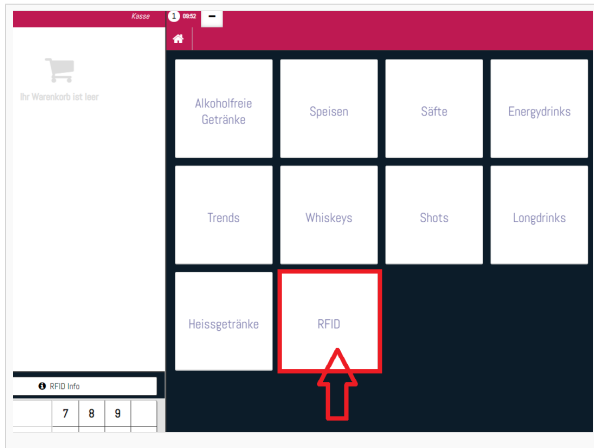 Kasse
1 09:52
Ihr Warenkorb ist leer
Alkoholfreie
Getränke
Speisen
Säfte
Energydrinks
Trends
Whiskeys
Shots
Longdrinks
Heissgetränke
RFID
RFID Info
7 8 9